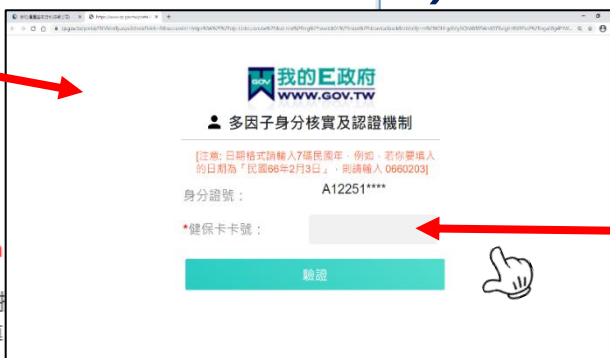 GOV
我的E政府
WWW.GOV.TW
多因子身分核實及認證機制
[注意: 日期格式請輸入7碼民國年，例如，若你要填入
的日期為「民國66年2月3日」，則請輸入 0660203]
身分證號：
A12251****
*健保卡卡號：
驗證